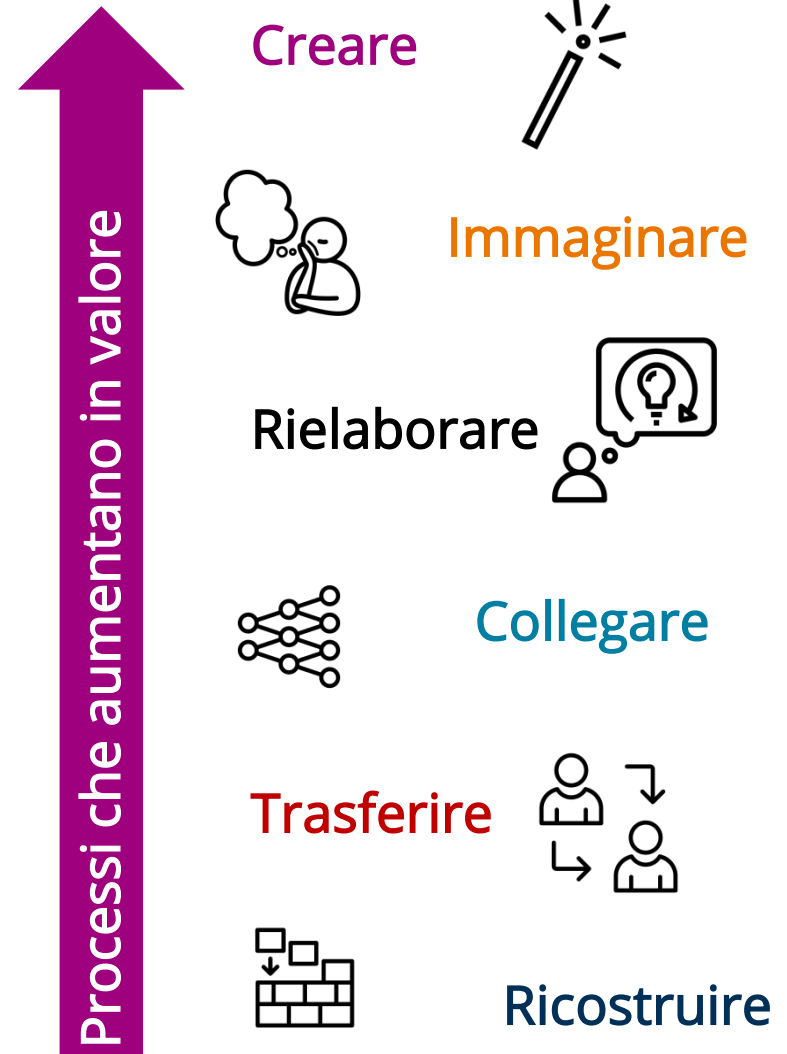 Creare
Immaginare
Rielaborare
Collegare
Trasferire
Ricostruire
Processi che aumentano in valore